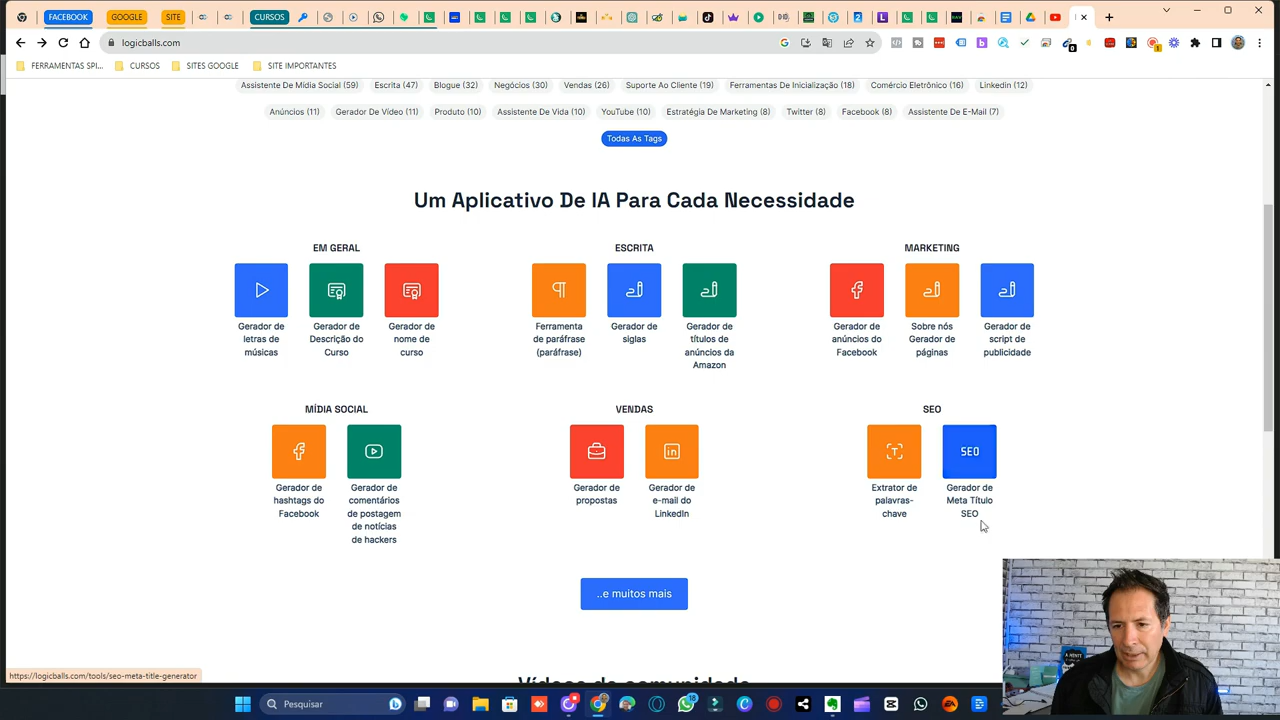 FACEBOOK
GOOGLE
SITE
CURSOS
logicballs.com
FERRAMENTAS SPI...
CURSOS
SITES GOOGLE
SITE IMPORTANTES
Assistente De Mídia Social (59)
Escrita (47)
Blogue (32)
Negócios (30)
Vendas (26)
Suporte Ao Cliente (19)
Ferramentas De Inicialização (18)
Comércio Eletrônico (16)
Linkedin (12)
Anúncios (11)
Gerador De Vídeo (11)
Produto (10)
Assistente De Vida (10)
YouTube (10)
Estratégia De Marketing (8)
Twitter (8)
Facebook (8)
Assistente De E-Mail (7)
Todas As Tags
Um Aplicativo De IA Para Cada Necessidade
EM GERAL
Gerador de
letras de
músicas
Gerador de
Descrição do
Curso
Gerador de
nome de
curso
ESCRITA
Ferramenta
de paráfrase
(paráfrase)
Gerador de
siglas
Gerador de
títulos de
anúncios da
Amazon
MARKETING
Gerador de
anúncios do
Facebook
Sobre nós
Gerador de
páginas
Gerador de
script de
publicidade
MÍDIA SOCIAL
Gerador de
hashtags do
Facebook
Gerador de
comentários
de postagem
de notícias
de hackers
VENDAS
Gerador de
propostas
Gerador de
e-mail do
LinkedIn
SEO
Extrator de
palavras-
chave
SEO
Gerador de
Meta Título
SEO
..e muitos mais
Vídeos da comunidade
https://logicballs.com/tools/seo-meta-title-generator
Pesquisar
18
A MENTE